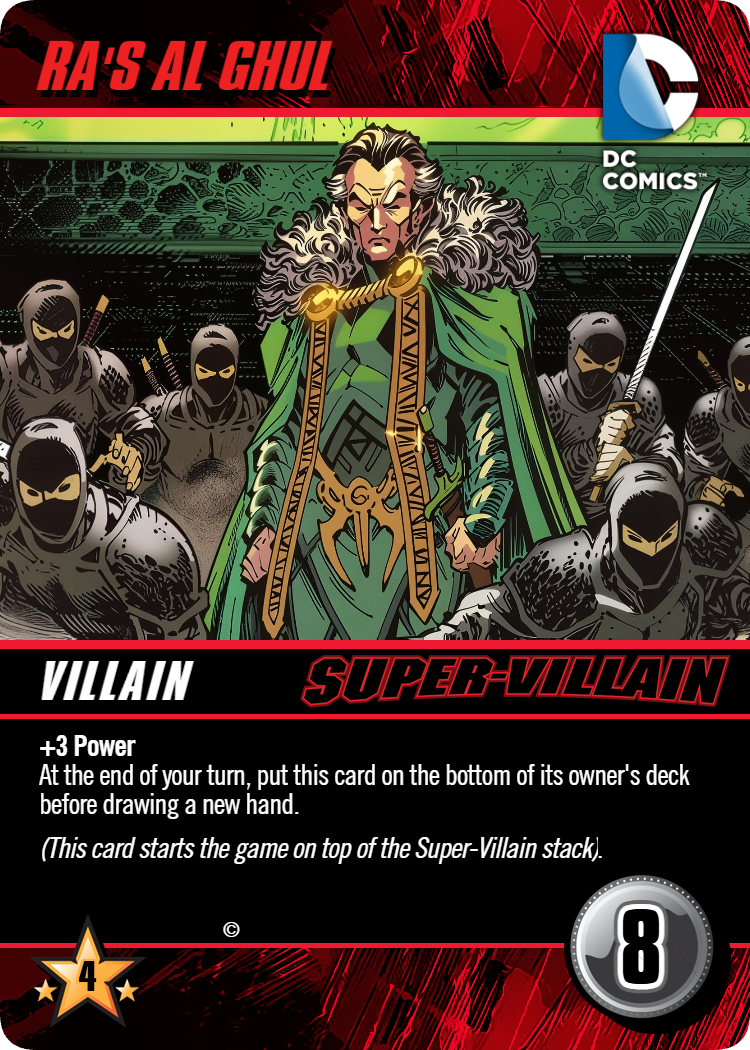 RA'S AL GHUL
DC
DC
COMICS™
VILLAIN
SUPER-VILLAIN
+3 Power
At the end of your turn, put this card on the bottom of its owner's deck
before drawing a new hand.
(This card starts the game on top of the Super-Villain stack).
©
4
8